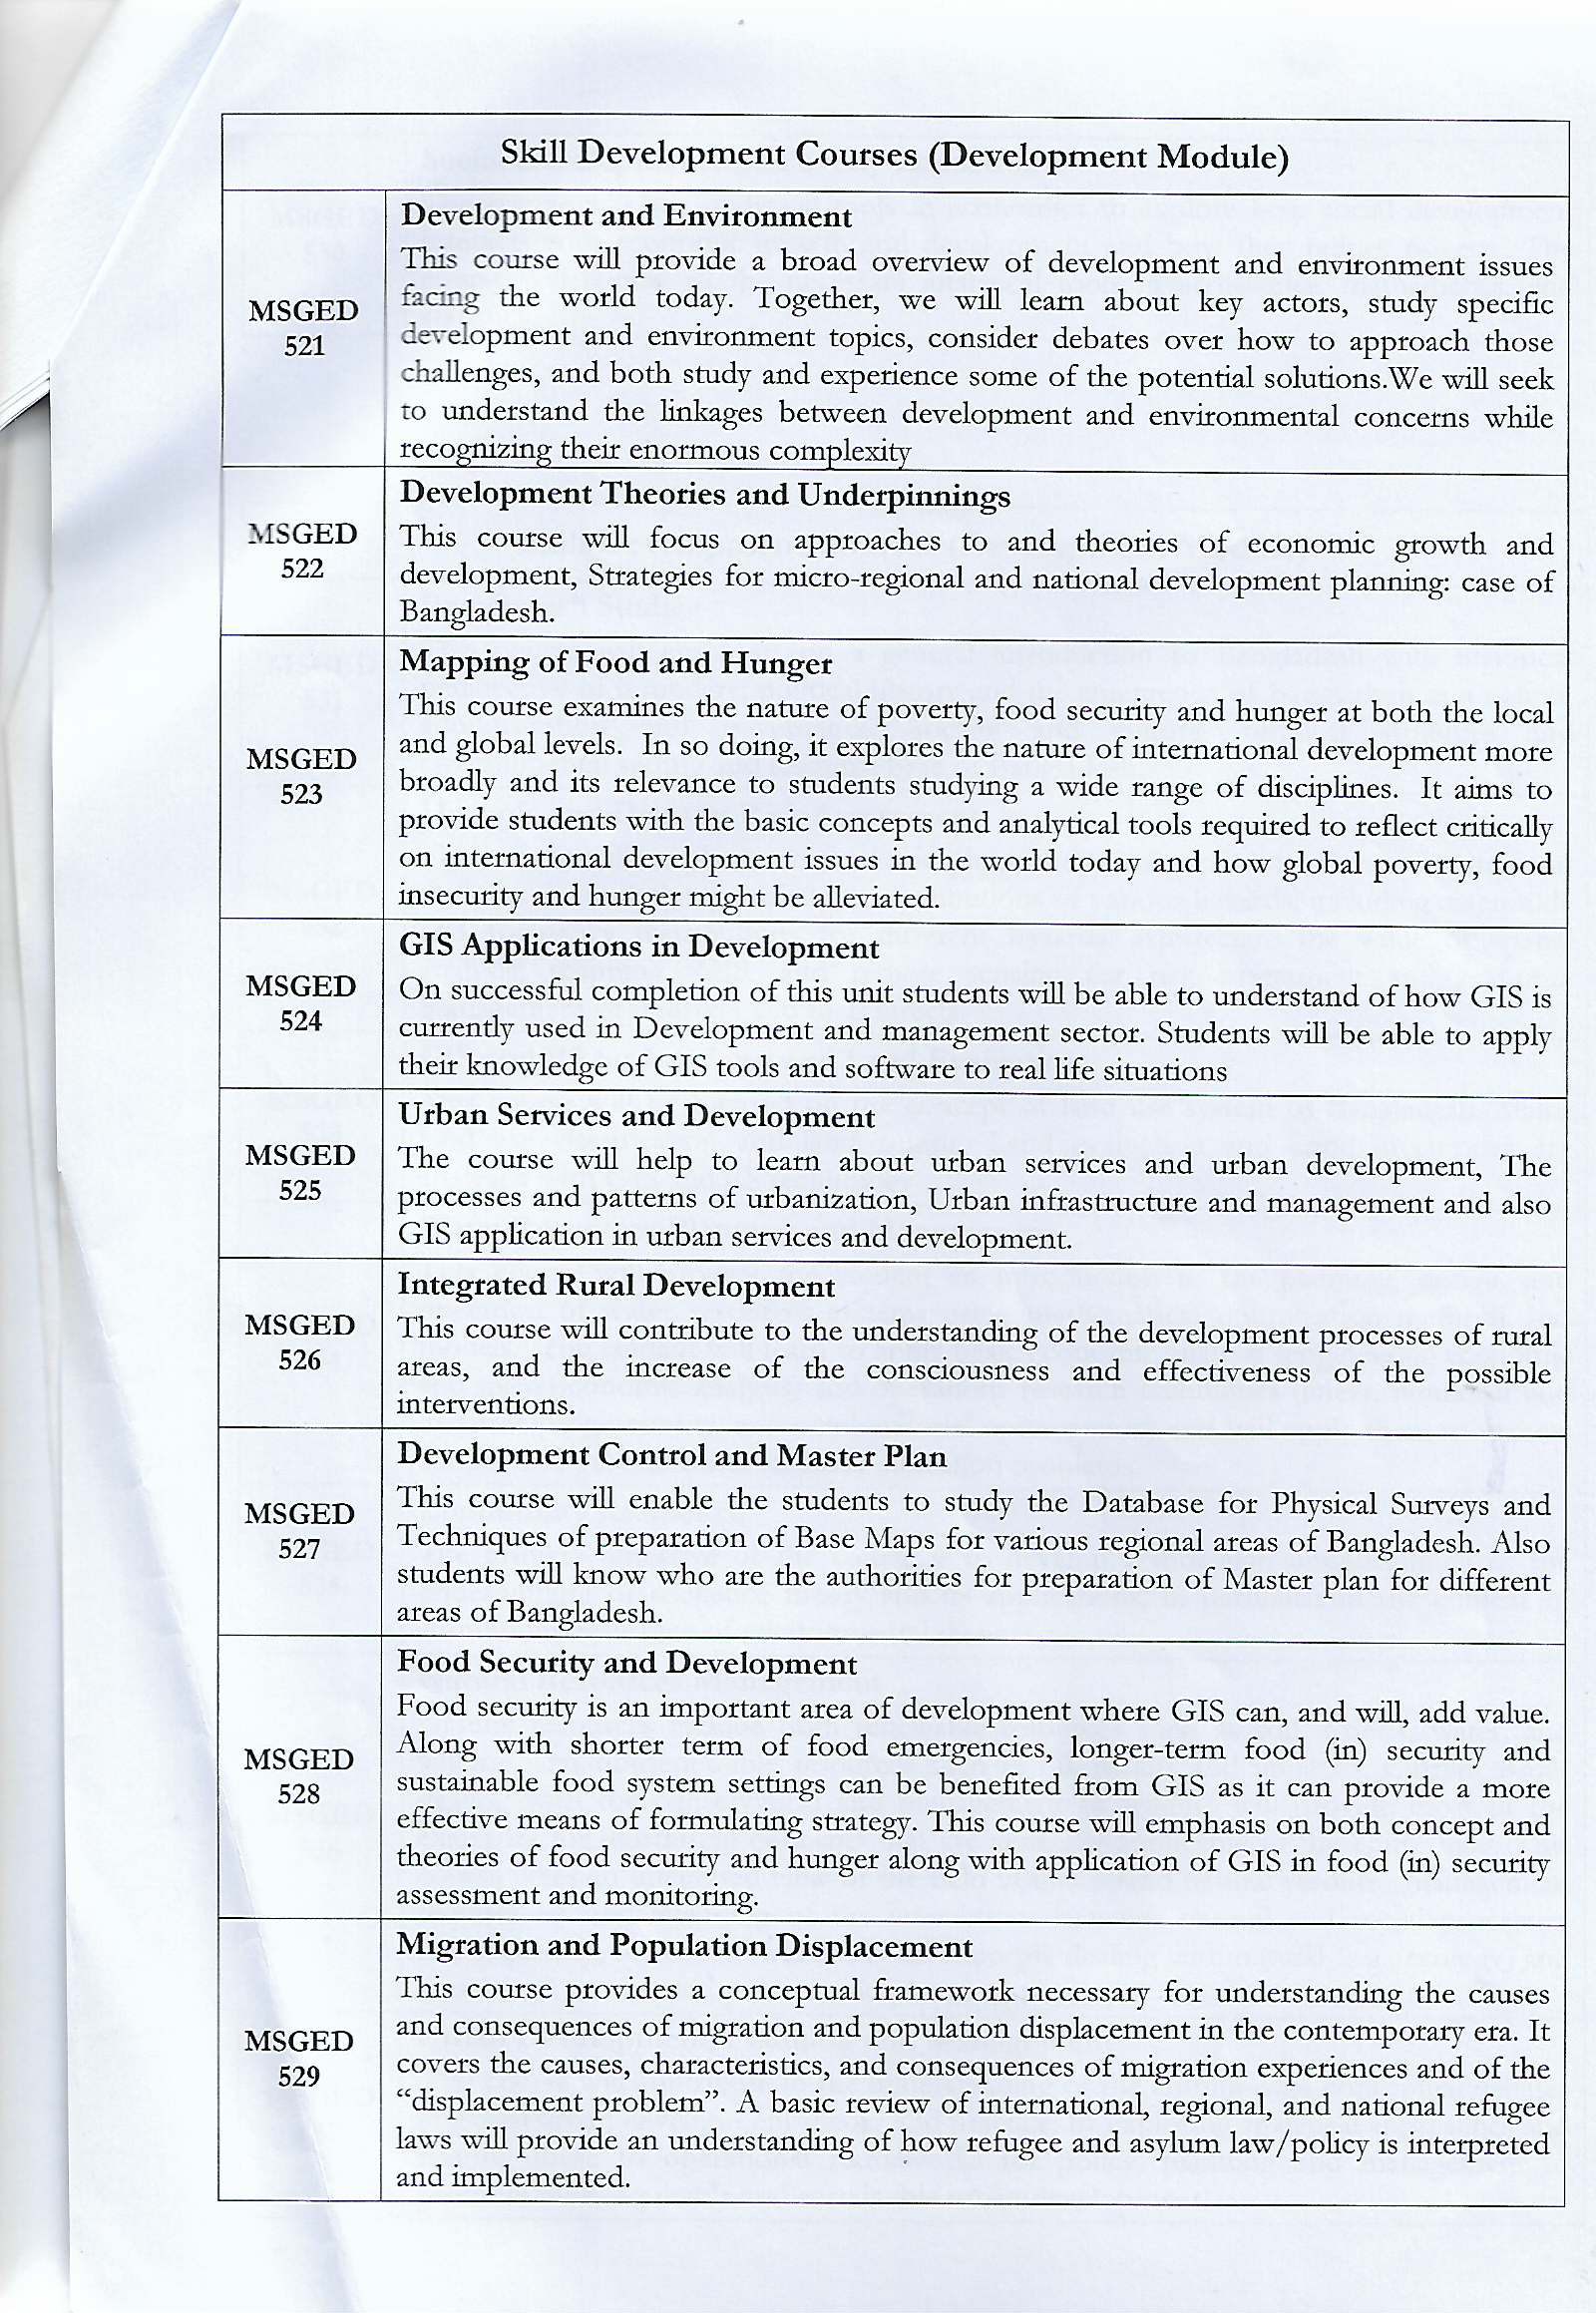 Skill Development Courses (Development Module)
MSGED
521
Development and Environment
This course will provide a broad overview of development and environment issues
facing the world today. Together, we will learn about key actors, study specific
development and environment topics, consider debates over how to approach those
challenges, and both study and experience some of the potential solutions.We will seek
to understand the linkages between development and environmental concerns while
recognizing their enormous complexity
MSGED
522
Development Theories and Underpinnings
This course will focus on approaches to and theories of economic growth and
development, Strategies for micro-regional and national development planning: case of
Bangladesh.
MSGED
523
Mapping of Food and Hunger
This course examines the nature of poverty, food security and hunger at both the local
and global levels. In so doing, it explores the nature of international development more
broadly and its relevance to students studying a wide range of disciplines. It aims to
provide students with the basic concepts and analytical tools required to reflect critically
on international development issues in the world today and how global poverty, food
insecurity and hunger might be alleviated.
MSGED
524
GIS Applications in Development
On successful completion of this unit students will be able to understand of how GIS is
currently used in Development and management sector. Students will be able to apply
their knowledge of GIS tools and software to real life situations
MSGED
525
Urban Services and Development
The course will help to learn about urban services and urban development, The
processes and patterns of urbanization, Urban infrastructure and management and also
GIS application in urban services and development.
MSGED
526
Integrated Rural Development
This course will contribute to the understanding of the development processes of rural
areas, and the increase of the consciousness and effectiveness of the possible
interventions.
MSGED
527
Development Control and Master Plan
This course will enable the students to study the Database for Physical Surveys and
Techniques of preparation of Base Maps for various regional areas of Bangladesh. Also
students will know who are the authorities for preparation of Master plan for different
areas of Bangladesh.
MSGED
528
Food Security and Development
Food security is an important area of development where GIS can, and will, add value.
Along with shorter term of food emergencies, longer-term food (in) security and
sustainable food system settings can be benefited from GIS as it can provide a more
effective means of formulating strategy. This course will emphasis on both concept and
theories of food security and hunger along with application of GIS in food (in) security
assessment and monitoring.
MSGED
529
Migration and Population Displacement
This course provides a conceptual framework necessary for understanding the causes
and consequences of migration and population displacement in the contemporary era. It
covers the causes, characteristics, and consequences of migration experiences and of the
“displacement problem”. A basic review of international, regional, and national refugee
laws will provide an understanding of how refugee and asylum law/policy is interpreted
and implemented.